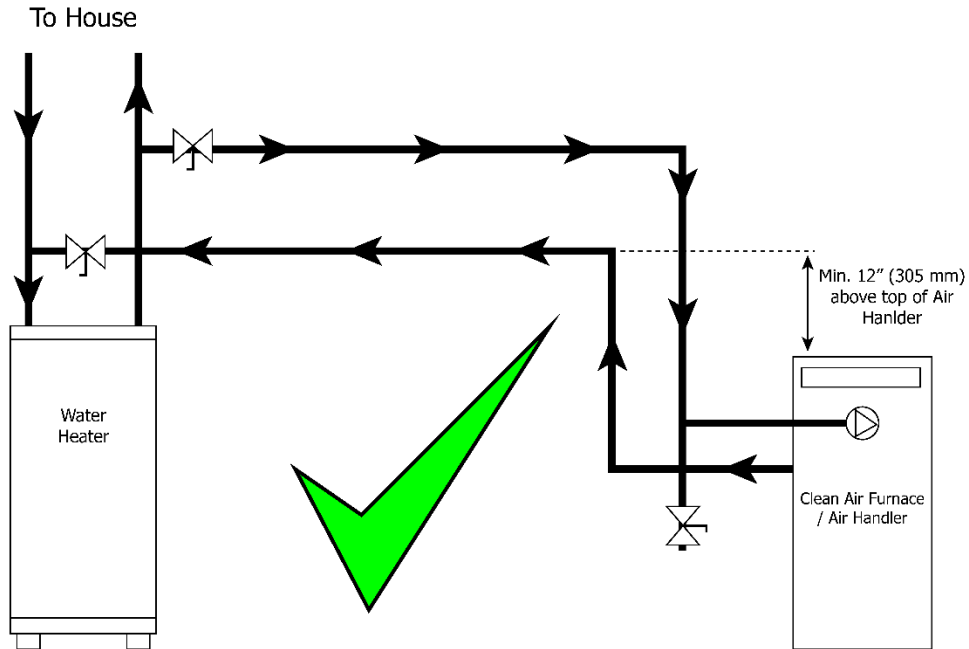 To House
Min. 12" (305 mm)
above top of Air
Hanlder
Water
Heater
Clean Air Furnace
/ Air Handler